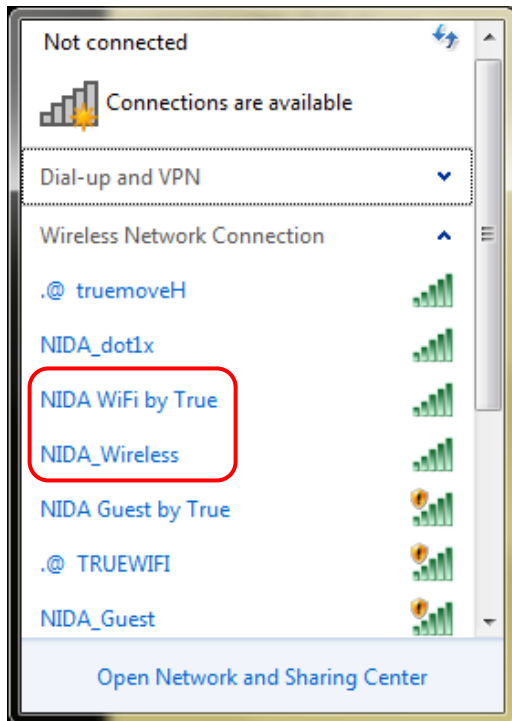 Not connected
Connections are available
Dial-up and VPN
Wireless Network Connection
.@ truemoveH
NIDA_dot1x
NIDA WiFi by True
NIDA_Wireless
NIDA Guest by True
.@ TRUEWIFI
NIDA_Guest
Open Network and Sharing Center